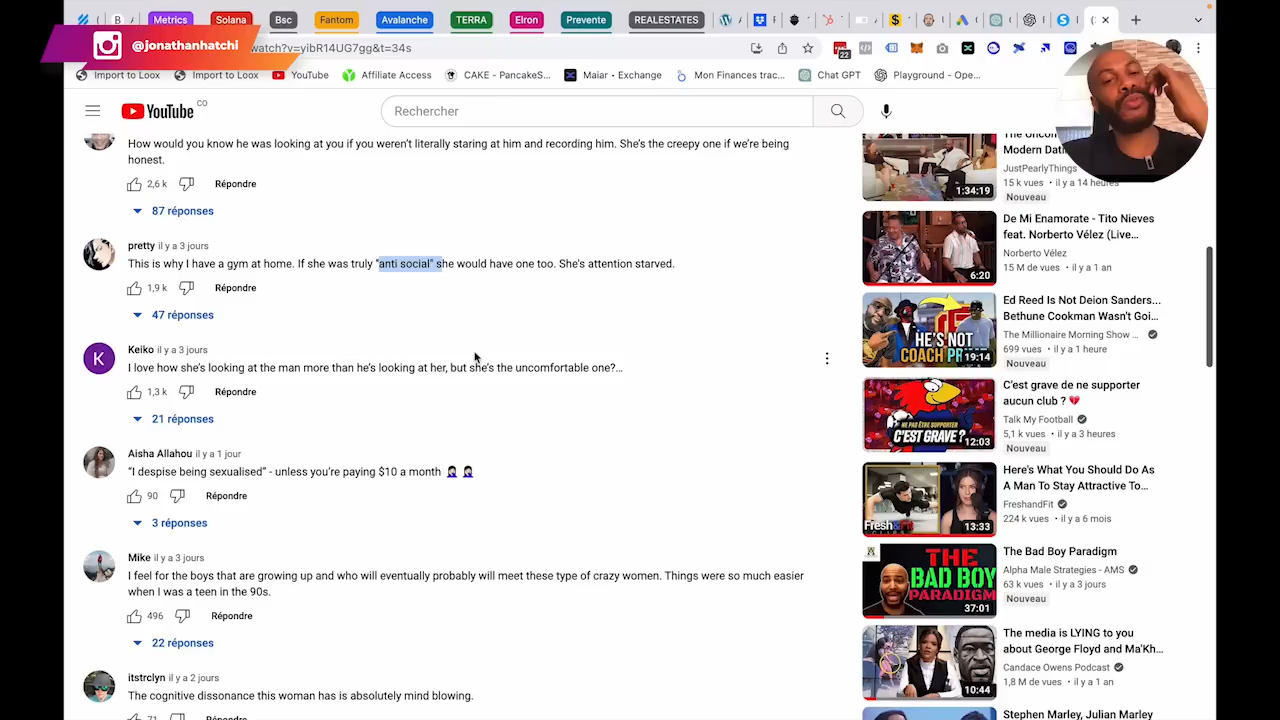 Metrics
Solana
Bsc
Fantom
Avalanche
TERRA
Elron
Prevente
REALESTATES
@jonathanhatchi
watch?v=yibR14UG7gg&t=34s
22
Import to Loox
Import to Loox
YouTube
Affiliate Access
CAKE - PancakeS...
Maiar · Exchange
Mon Finances trac...
Chat GPT
Playground - Ope...
YouTube CO
Rechercher
How would you know he was looking at you if you weren't literally staring at him and recording him. She's the creepy one if we're being
honest.
2,6 k
Répondre
87 réponses
pretty il y a 3 jours
This is why I have a gym at home. If she was truly "anti social" she would have one too. She's attention starved.
1,9 k
Répondre
47 réponses
K
Keiko il y a 3 jours
I love how she's looking at the man more than he's looking at her, but she's the uncomfortable one?...
1,3 k
Répondre
21 réponses
Aisha Allahou il y a 1 jour
“I despise being sexualised” - unless you're paying $10 a month 🤦🏻‍♀️ 🤦🏻‍♀️
90
Répondre
3 réponses
Mike il y a 3 jours
I feel for the boys that are growing up and who will eventually probably will meet these type of crazy women. Things were so much easier
when I was a teen in the 90s.
496
Répondre
22 réponses
itstrclyn il y a 2 jours
The cognitive dissonance this woman has is absolutely mind blowing.
71
Répondre
Modern Dati
JustPearlyThings
15 k vues • il y a 14 heures
Nouveau
1:34:19
De Mi Enamorate - Tito Nieves
feat. Norberto Vélez (Live...
Norberto Vélez
15 M de vues • il y a 1 an
6:20
Ed Reed Is Not Deion Sanders...
Bethune Cookman Wasn't Goi...
The Millionaire Morning Show ...
699 vues • il y a 1 heure
Nouveau
HE'S NOT
COACH PR
19:14
C'est grave de ne supporter
aucun club ? 💔
Talk My Football
5,1 k vues • il y a 3 heures
Nouveau
NE PAS ÊTRE SUPPORTER
C'EST GRAVE ?
12:03
Here's What You Should Do As
A Man To Stay Attractive To...
FreshandFit
224 k vues • il y a 6 mois
13:33
The Bad Boy Paradigm
Alpha Male Strategies - AMS
63 k vues • il y a 3 jours
Nouveau
THE
BAD BOY
PARADIGM
37:01
The media is LYING to you
about George Floyd and Ma'Kh...
Candace Owens Podcast
1,8 M de vues • il y a 1 an
10:44
Stephen Marley, Julian Marley